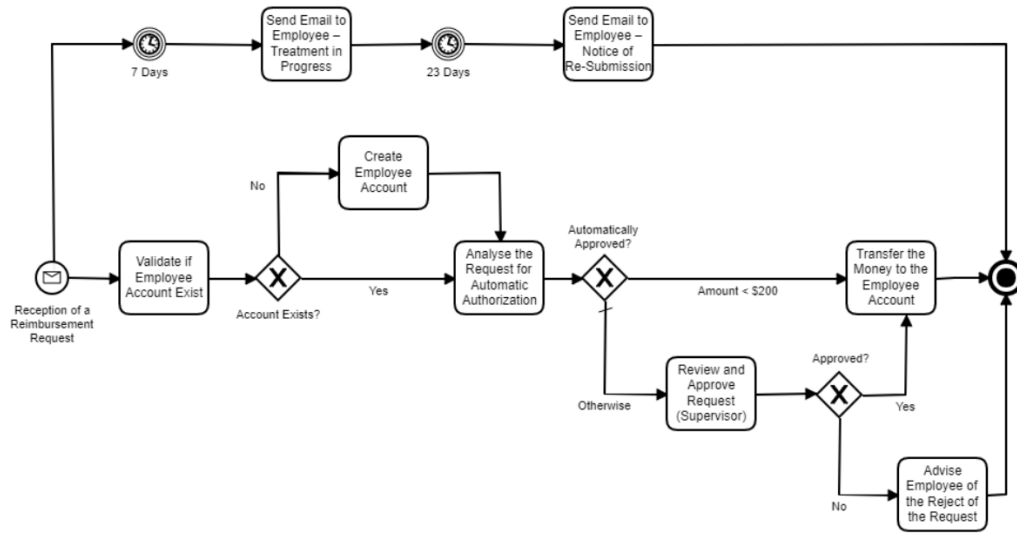 Send Email to
Employee –
Treatment in
Progress
Send Email to
Employee –
Notice of
Re-Submission
7 Days
23 Days
Create
Employee
Account
No
Validate if
Employee
Account Exist
Analyse the
Request for
Automatic
Authorization
Automatically
Approved?
Transfer the
Money to the
Employee
Account
Reception of a
Reimbursement
Request
Account Exists?
Yes
Amount < $200
Otherwise
Review and
Approve
Request
(Supervisor)
Approved?
Yes
No
Advise
Employee of
the Reject of
the Request